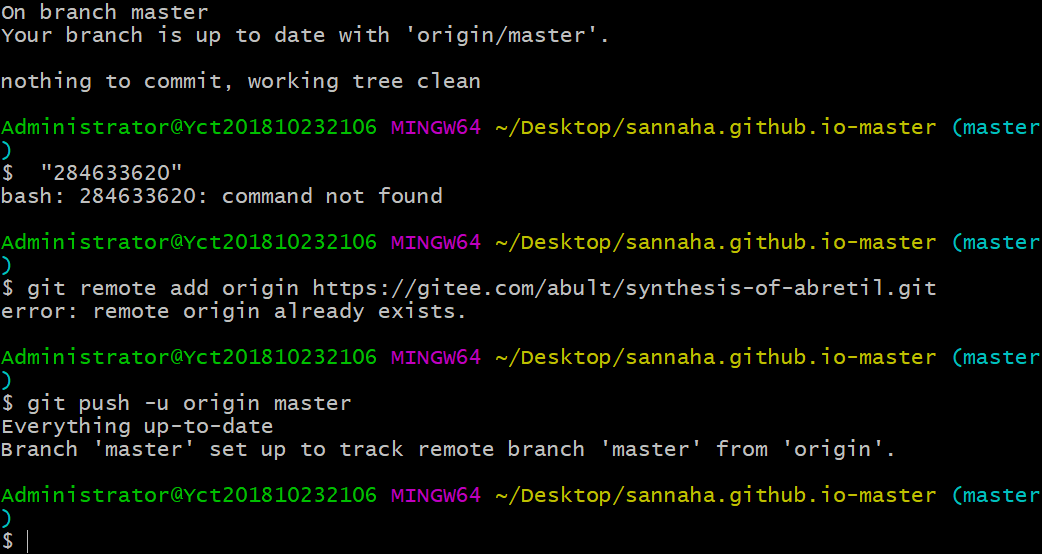 On branch master
Your branch is up to date with 'origin/master'.
nothing to commit, working tree clean
Administrator@Yct201810232106 MINGW64 ~/Desktop/sannaha.github.io-master (master
)
$  "284633620"
bash: 284633620: command not found
Administrator@Yct201810232106 MINGW64 ~/Desktop/sannaha.github.io-master (master
)
$ git remote add origin https://gitee.com/abult/synthesis-of-abretil.git
error: remote origin already exists.
Administrator@Yct201810232106 MINGW64 ~/Desktop/sannaha.github.io-master (master
)
$ git push -u origin master
Everything up-to-date
Branch 'master' set up to track remote branch 'master' from 'origin'.
Administrator@Yct201810232106 MINGW64 ~/Desktop/sannaha.github.io-master (master
)
$